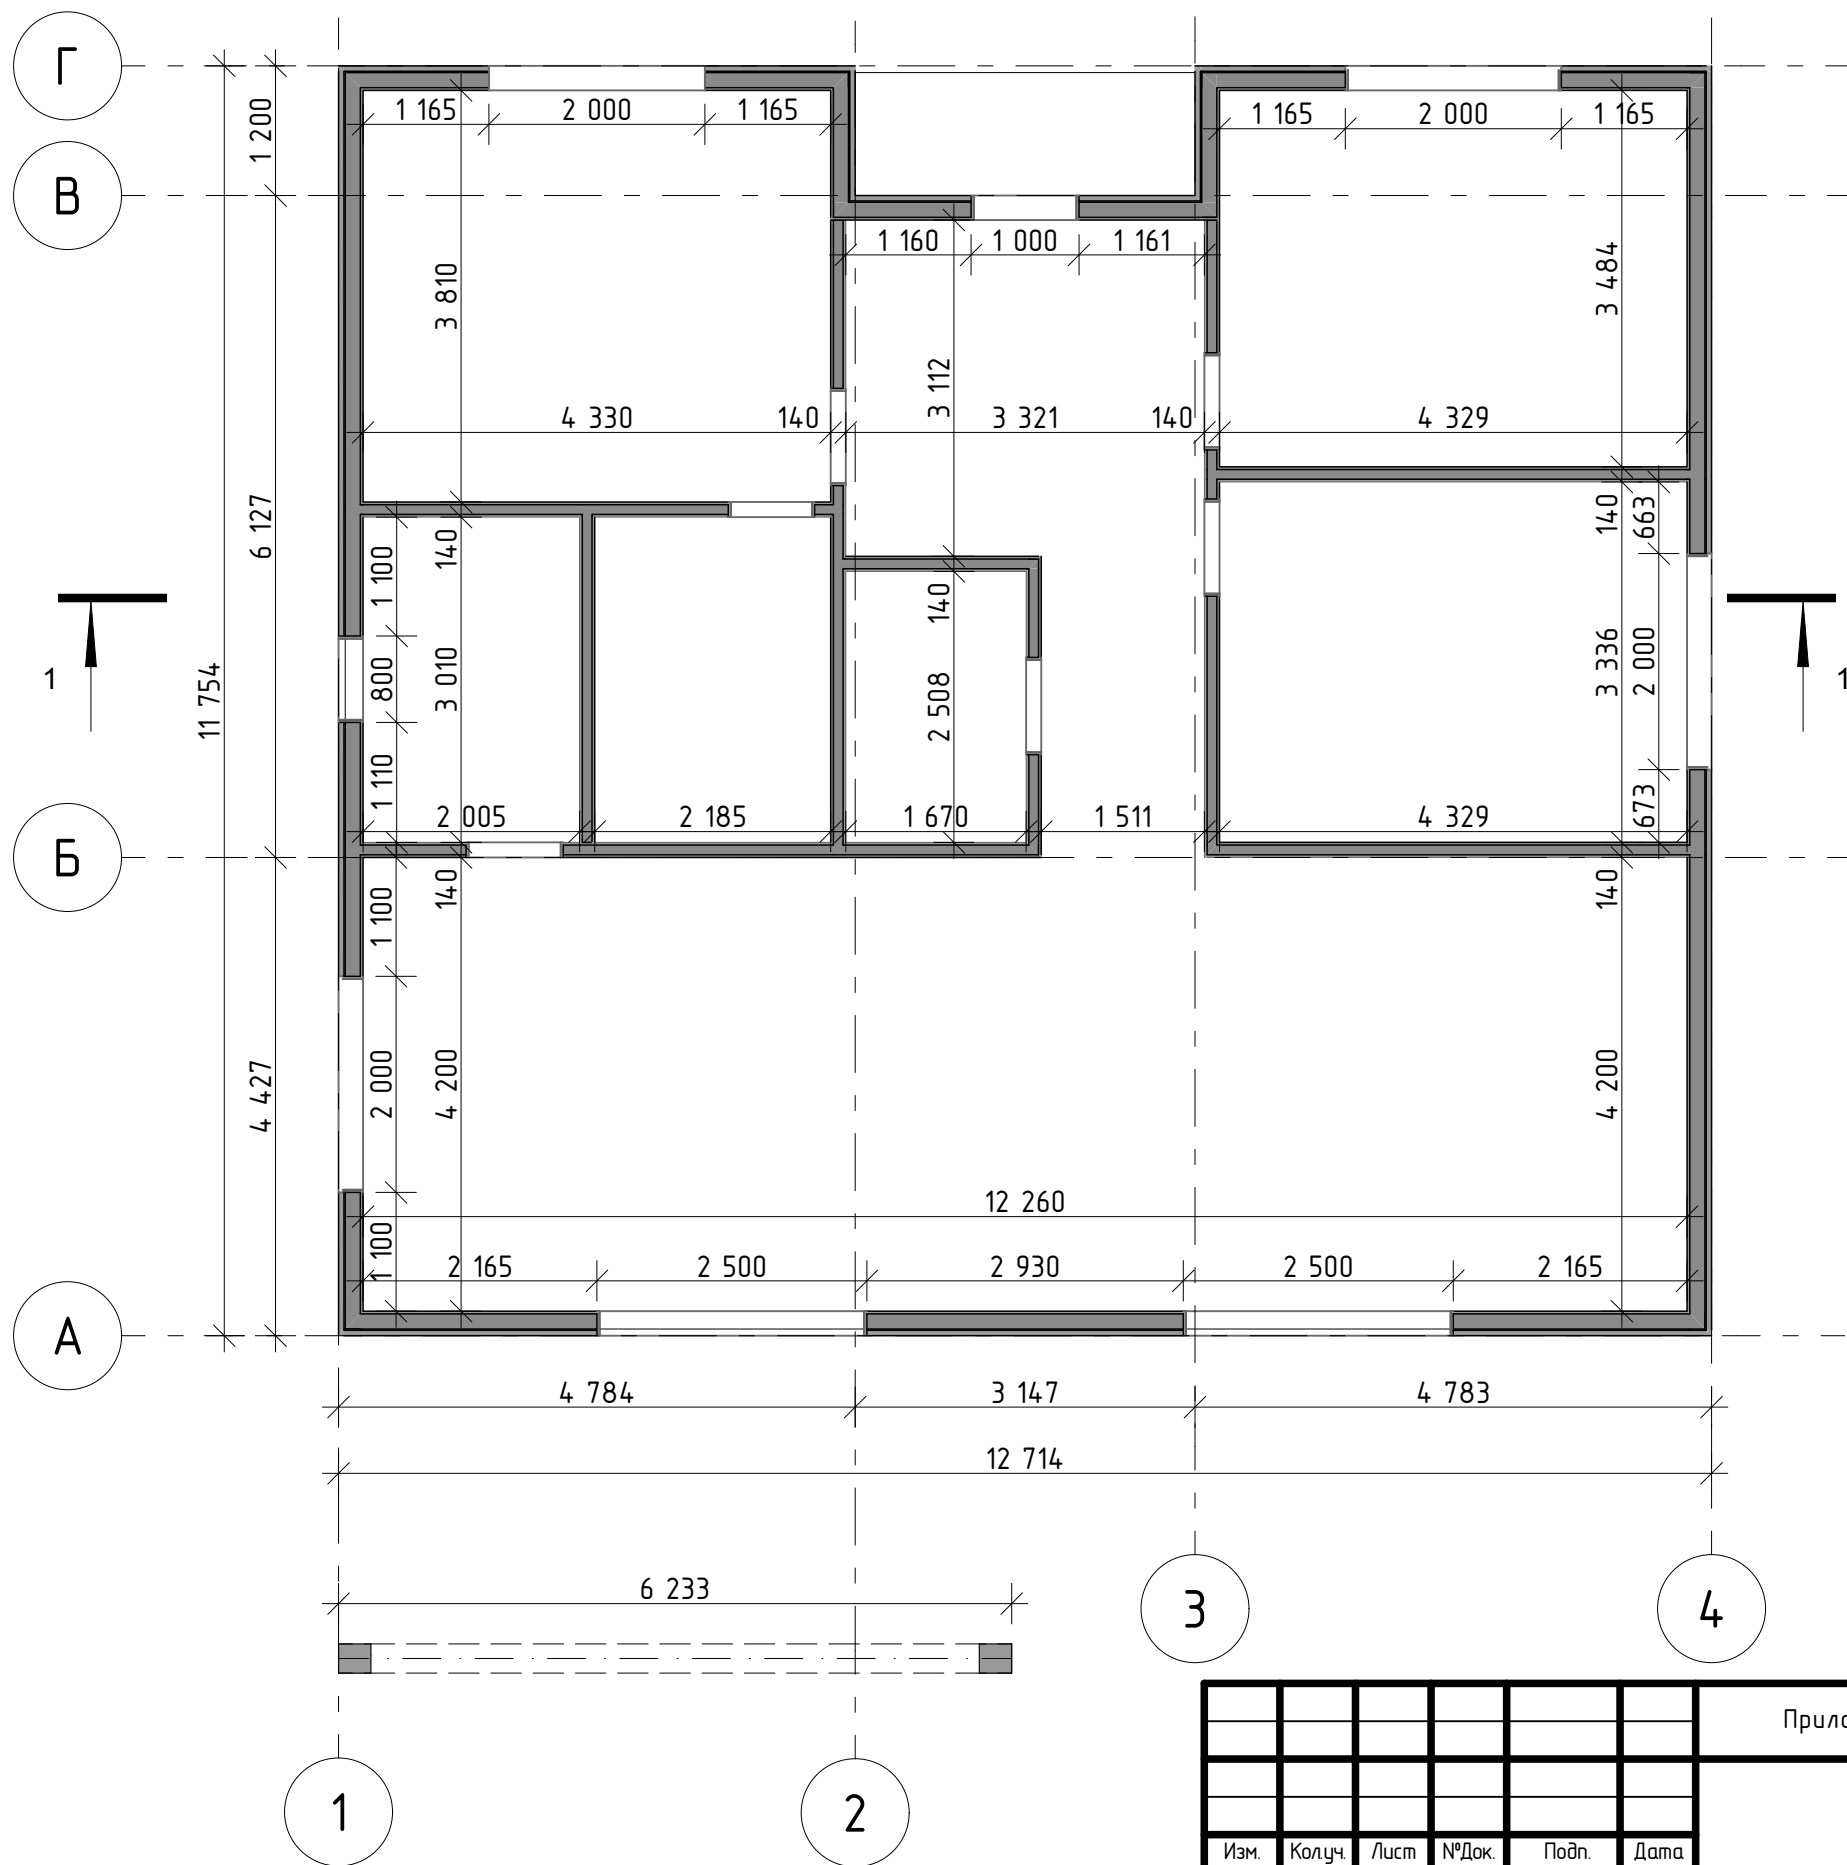 Г
1 165 2 000 1 165
1 165 2 000 1 165
1 200
В
1 160 1 000 1 161
3 810
3 484
3 112
4 330 140 3 321 140 4 329
6 127
1 100
140
140
663
140
1
11 754
800
3 010
2 508
3 336
2 000
1
1 110
2 005 2 185 1 670 1 511 4 329
673
Б
1 100
140
140
4 427
2 000
4 200
4 200
12 260
1 100
2 165 2 500 2 930 2 500 2 165
А
4 784 3 147 4 783
12 714
6 233
3 4
1 2
Прило
Изм. Кол.уч. Лист №Док. Подп. Дата